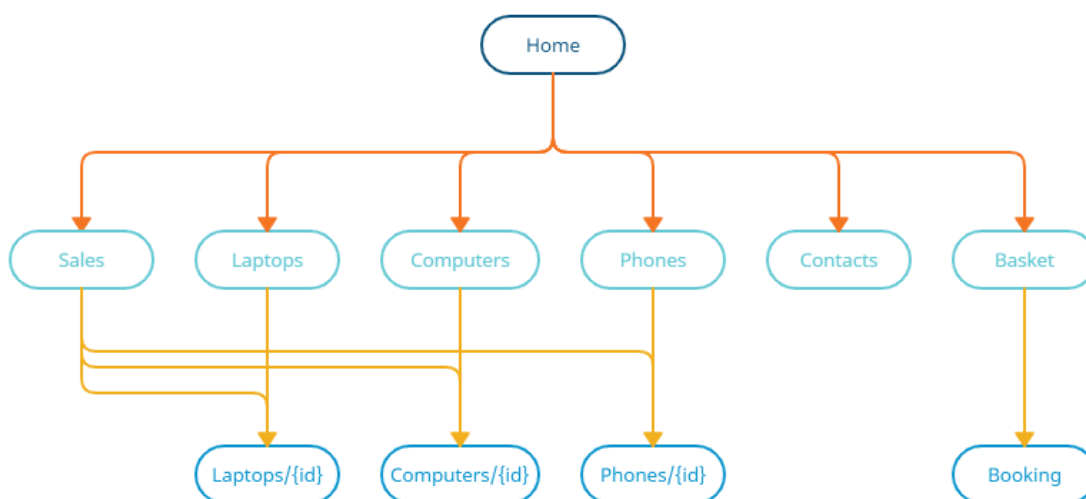 Home
Sales
Laptops
Computers
Phones
Contacts
Basket
Laptops/{id}
Computers/{id}
Phones/{id}
Booking